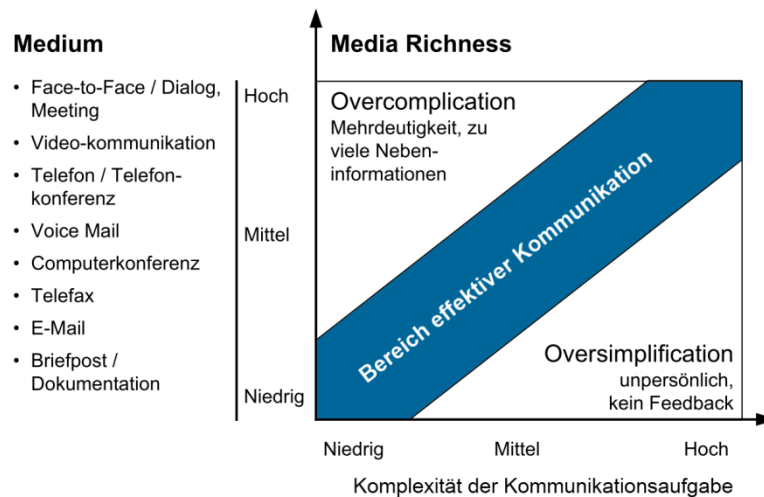 Medium
• Face-to-Face / Dialog,
Meeting
• Video-kommunikation
• Telefon / Telefon-
konferenz
• Voice Mail
• Computerkonferenz
• Telefax
• E-Mail
• Briefpost /
Dokumentation
Hoch
Mittel
Niedrig
Media Richness
Overcomplication
Mehrdeutigkeit, zu
viele Neben-
informationen
Bereich effektiver Kommunikation
Oversimplification
unpersönlich,
kein Feedback
Niedrig
Mittel
Hoch
Komplexität der Kommunikationsaufgabe